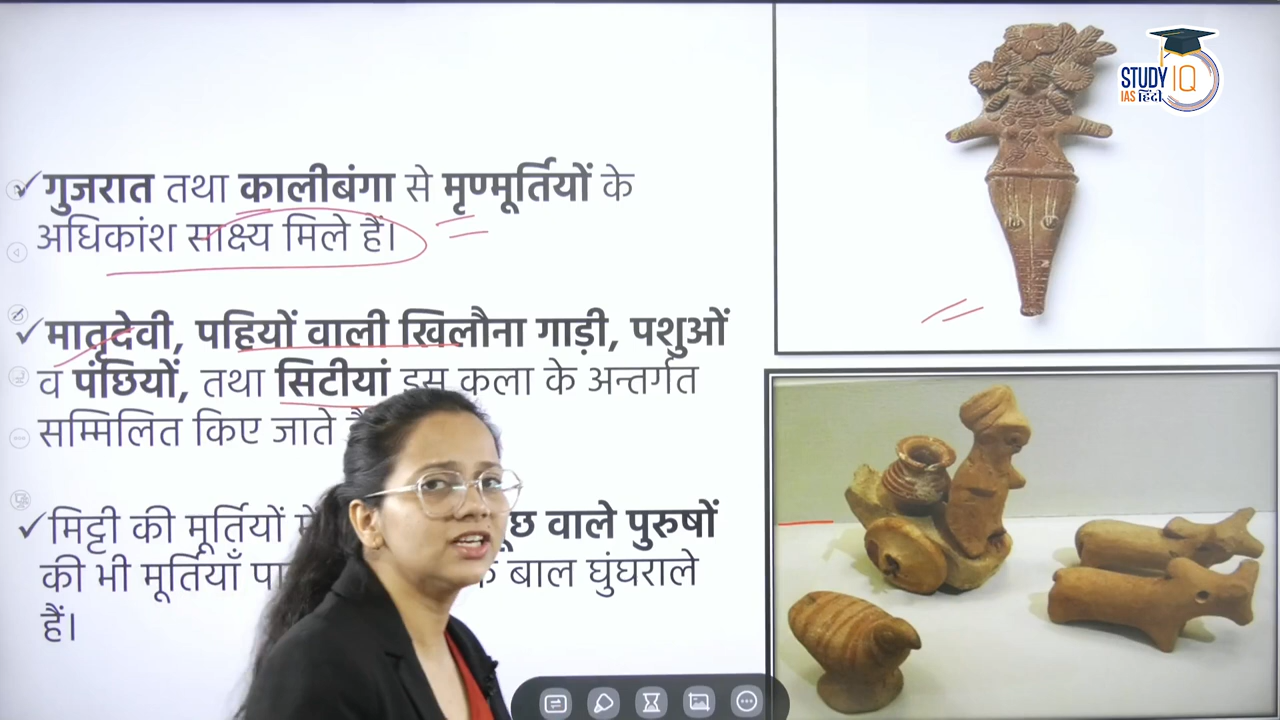 STUDY IQ
IAS हिंदी
गुजरात तथा कालीबंगा से मृण्मूर्तियों के
अधिकांश साक्ष्य मिले हैं।
मातृदेवी, पहियों वाली खिलौना गाड़ी, पशुओं
व पंछियों, तथा सिटीयां इस कला के अन्तर्गत
सम्मिलित किए जाते
मिट्टी की मूर्तियों वाले पुरुषों
की भी मूर्तियाँ बाल घुंघराले
हैं।